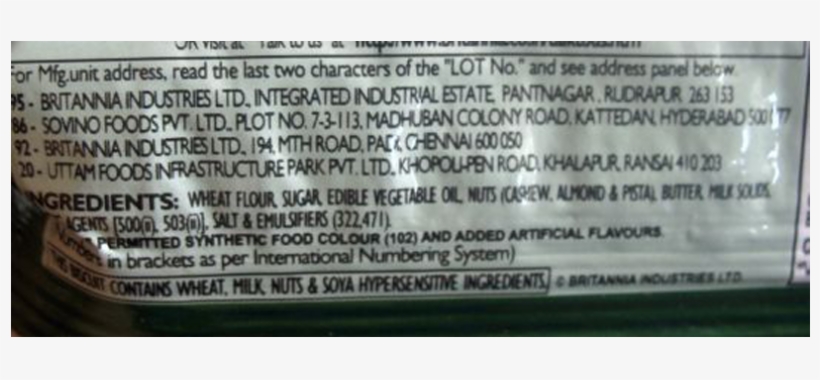 or Mfg.unit address, read the last two characters of the "LOT No." and see address panel below.
95 - BRITANNIA INDUSTRIES LTD., INTEGRATED INDUSTRIAL ESTATE, PANTNAGAR, RUDRAPUR 263 153
86 - SOVINO FOODS PVT. LTD., PLOT NO. 7-3-113, MADHUBAN COLONY ROAD, KATTEDAN, HYDERABAD
92 - BRITANNIA INDUSTRIES LTD., 194, MTH ROAD, PADI, CHENNAI 600 050
20 - UTTAM FOODS INFRASTRUCTURE PARK PVT. LTD., KHOPOLI-PEN ROAD, KHALAPUR, RANSAI 410 203
NGREDIENTS: WHEAT FLOUR, SUGAR, EDIBLE VEGETABLE OIL, NUTS (CASHEW, ALMOND & PISTA), BUTTER, MILK SOLIDS,
AGENTS [500(ii), 503(ii)], SALT & EMULSIFIERS (322,471).
PERMITTED SYNTHETIC FOOD COLOUR (102) AND ADDED ARTIFICIAL FLAVOURS.
Numbers in brackets as per International Numbering System)
THIS BISCUIT CONTAINS WHEAT, MILK, NUTS & SOYA HYPERSENSITIVE INGREDIENTS. © BRITANNIA INDUSTRIES LTD.